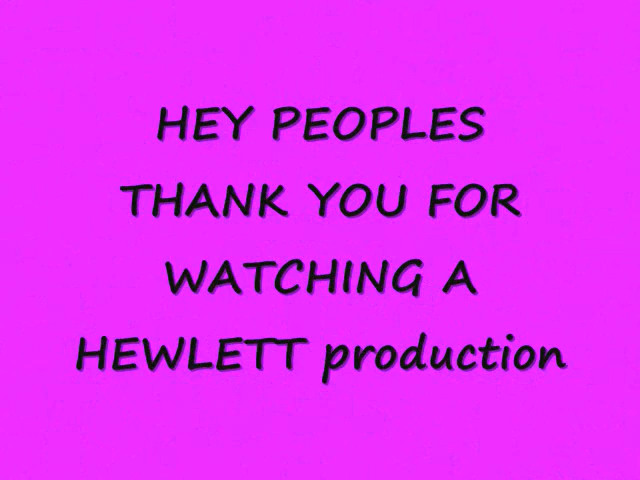 HEY PEOPLES
THANK YOU FOR
WATCHING A
HEWLETT production